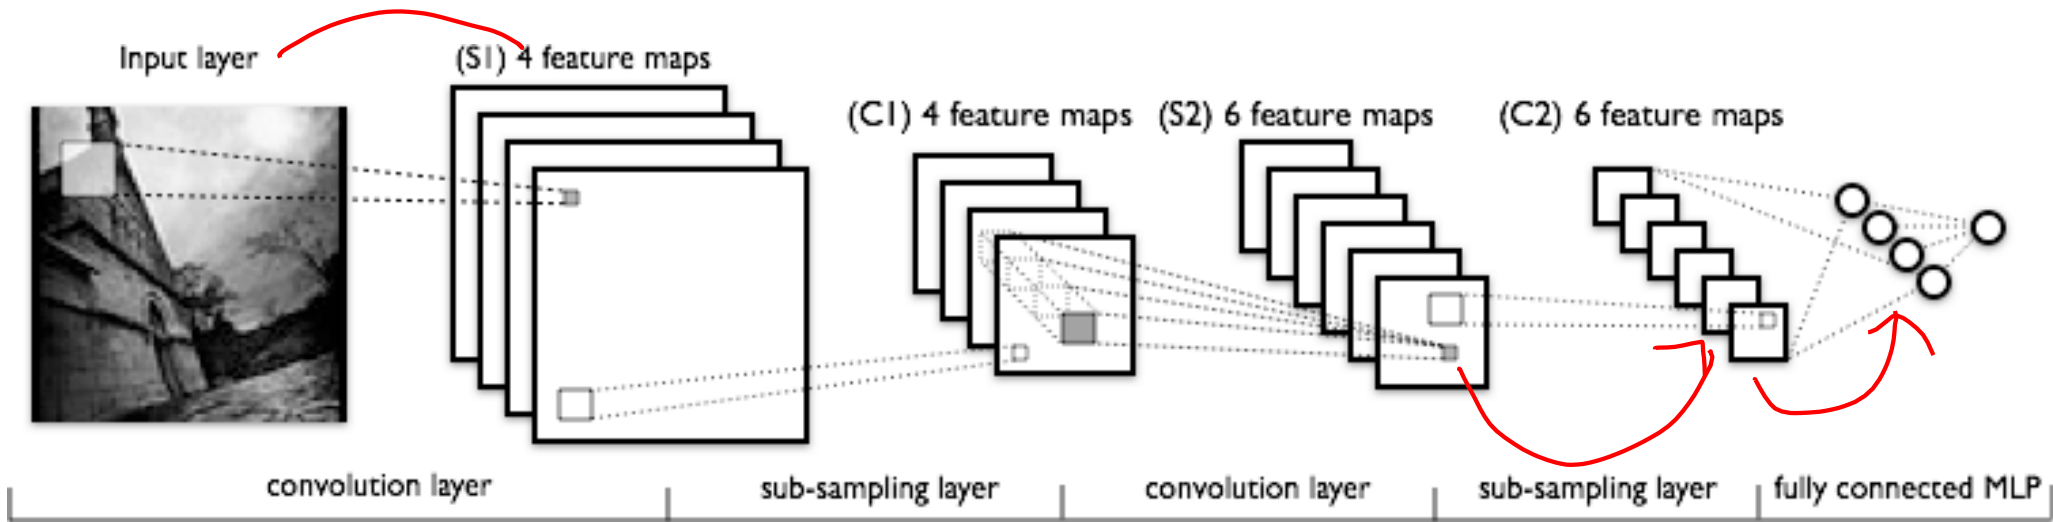 Input layer
(S1) 4 feature maps
(C1) 4 feature maps
(S2) 6 feature maps
(C2) 6 feature maps
convolution layer
sub-sampling layer
convolution layer
sub-sampling layer
fully connected MLP